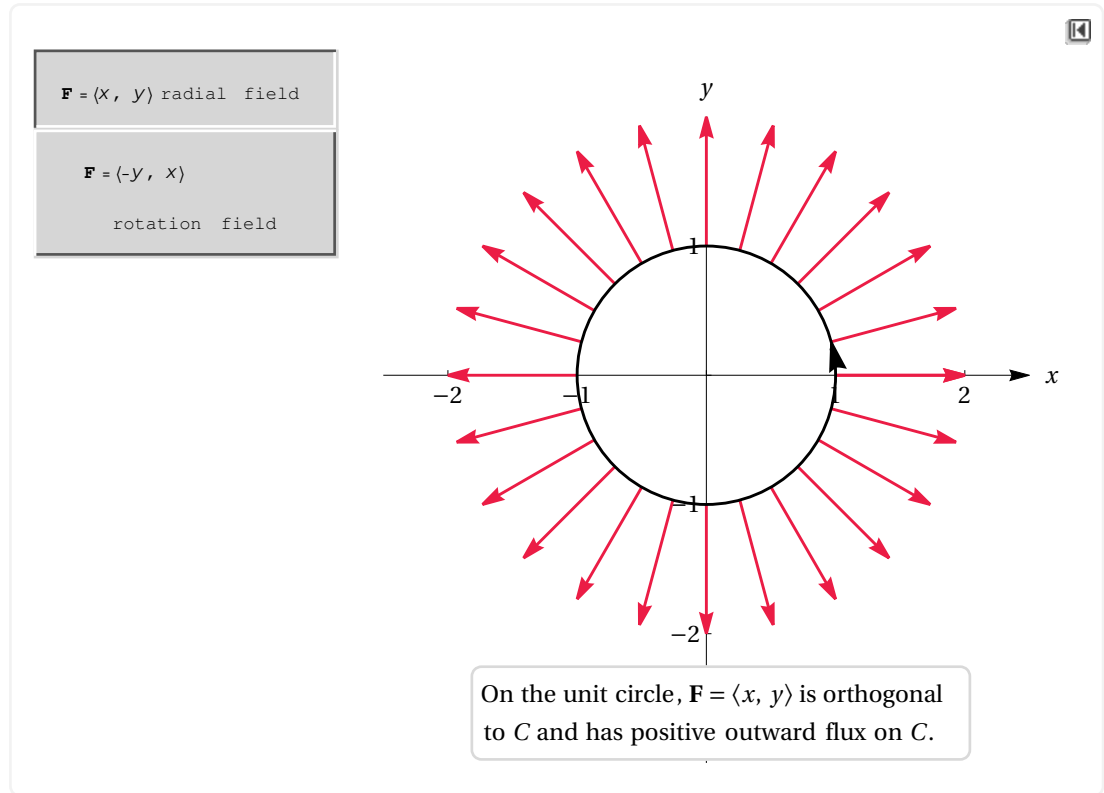 F = ⟨x, y⟩ radial field
F = ⟨-y, x⟩
rotation field
y
1
x
−2
−1
1
2
−1
−2
On the unit circle, F = ⟨x, y⟩ is orthogonal
to C and has positive outward flux on C.